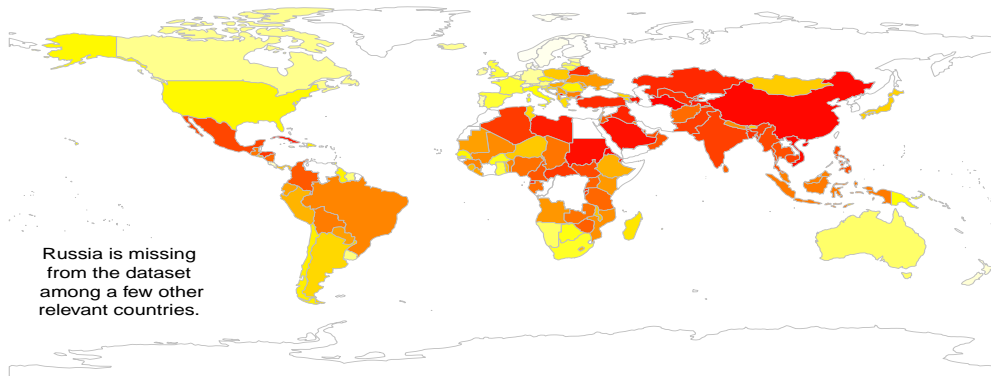 Russia is missing
from the dataset
among a few other
relevant countries.